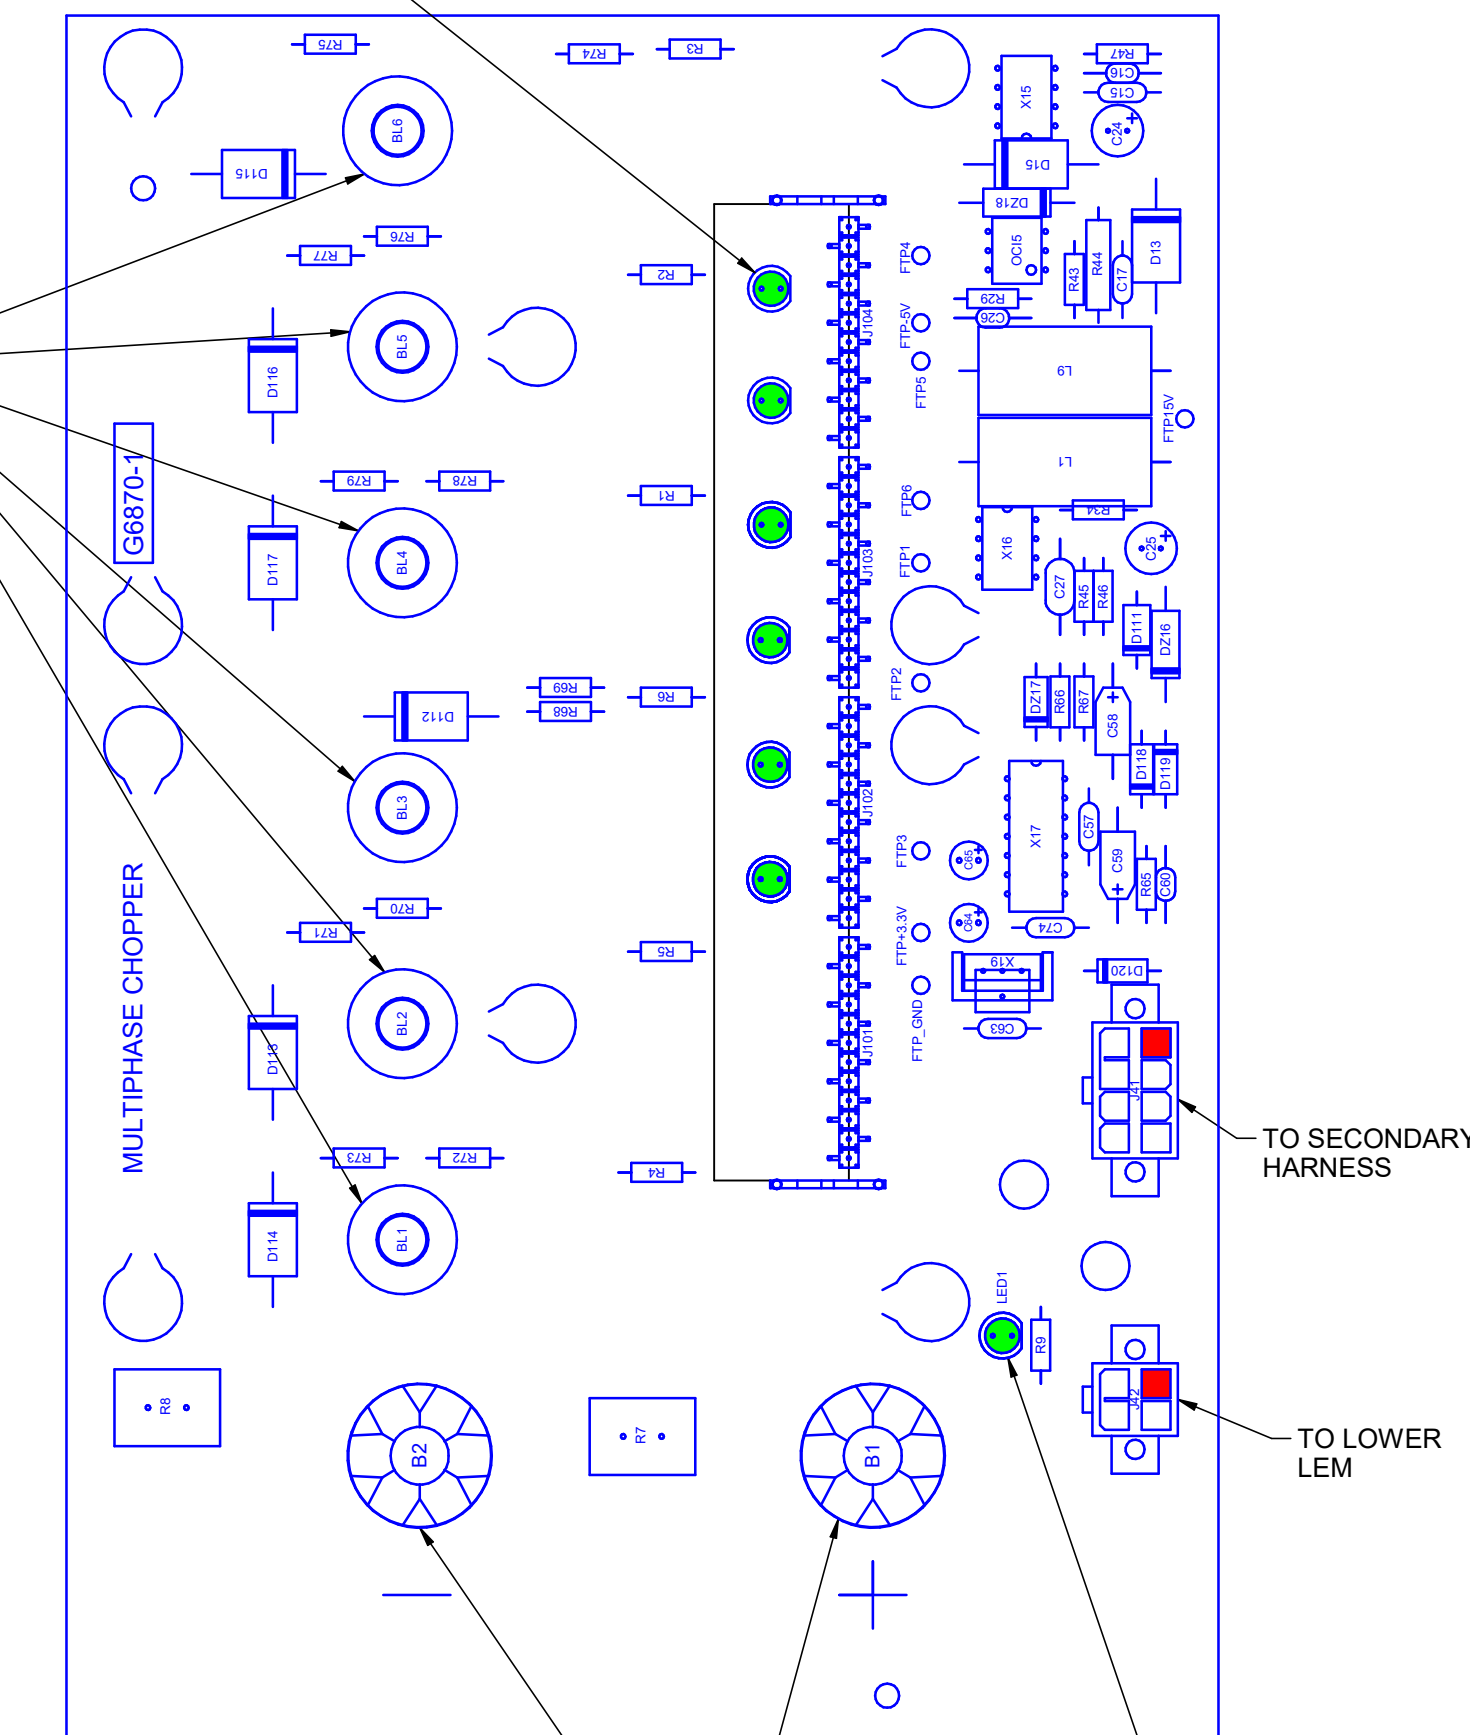 R75
R74
R3
R47
C16
C15
X15
C24
BL6
D115
D15
DZ18
R76
R77
R2
FTP4
OCI5
R43
R44
C17
D13
R29
C26
J104
FTP-5V
BL5
D116
FTP5
L9
FTP15V
G6870-1
R79
R78
R1
L1
FTP6
R34
X16
C25
D117
BL4
J103
FTP1
C27
R45
R46
D111
DZ16
R69
R68
R6
FTP2
D112
DZ17
R66
R67
C58
D118
D119
BL3
J102
X17
C57
C59
FTP3
C65
R65
C60
MULTIPHASE CHOPPER
R70
R71
R5
FTP+3.3V
C64
C74
X19
D120
FTP_GND
C63
D113
BL2
J101
J41
TO SECONDARY
HARNESS
R73
R72
R4
D114
BL1
LED1
R9
R8
R7
B2
B1
J42
TO LOWER
LEM